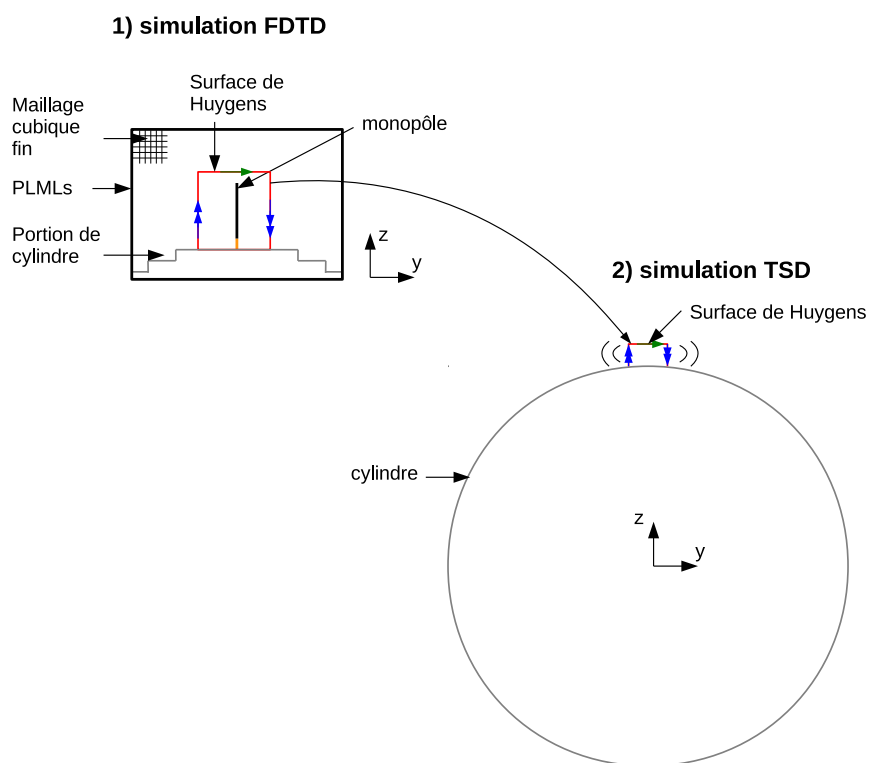 1) simulation FDTD
Surface de
Huygens
Maillage
cubique
fin
monopôle
PLMLs
Portion de
cylindre
z
y
2) simulation TSD
Surface de Huygens
cylindre
z
y